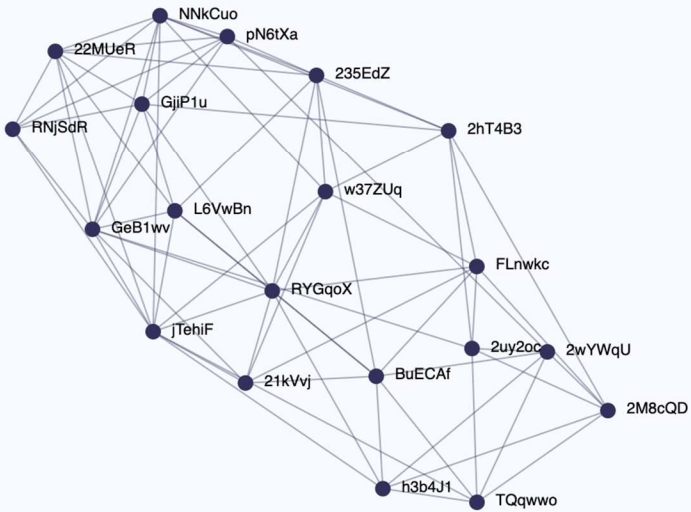 NNkCuo
pN6tXa
22MUeR
235EdZ
GjiP1u
RNjSdR
2hT4B3
w37ZUq
L6VwBn
GeB1wv
FLnwkc
RYGqoX
jTehiF
2uy2oc
2wYWqU
BuECAf
21kVvj
2M8cQD
h3b4J1
TQqwwo